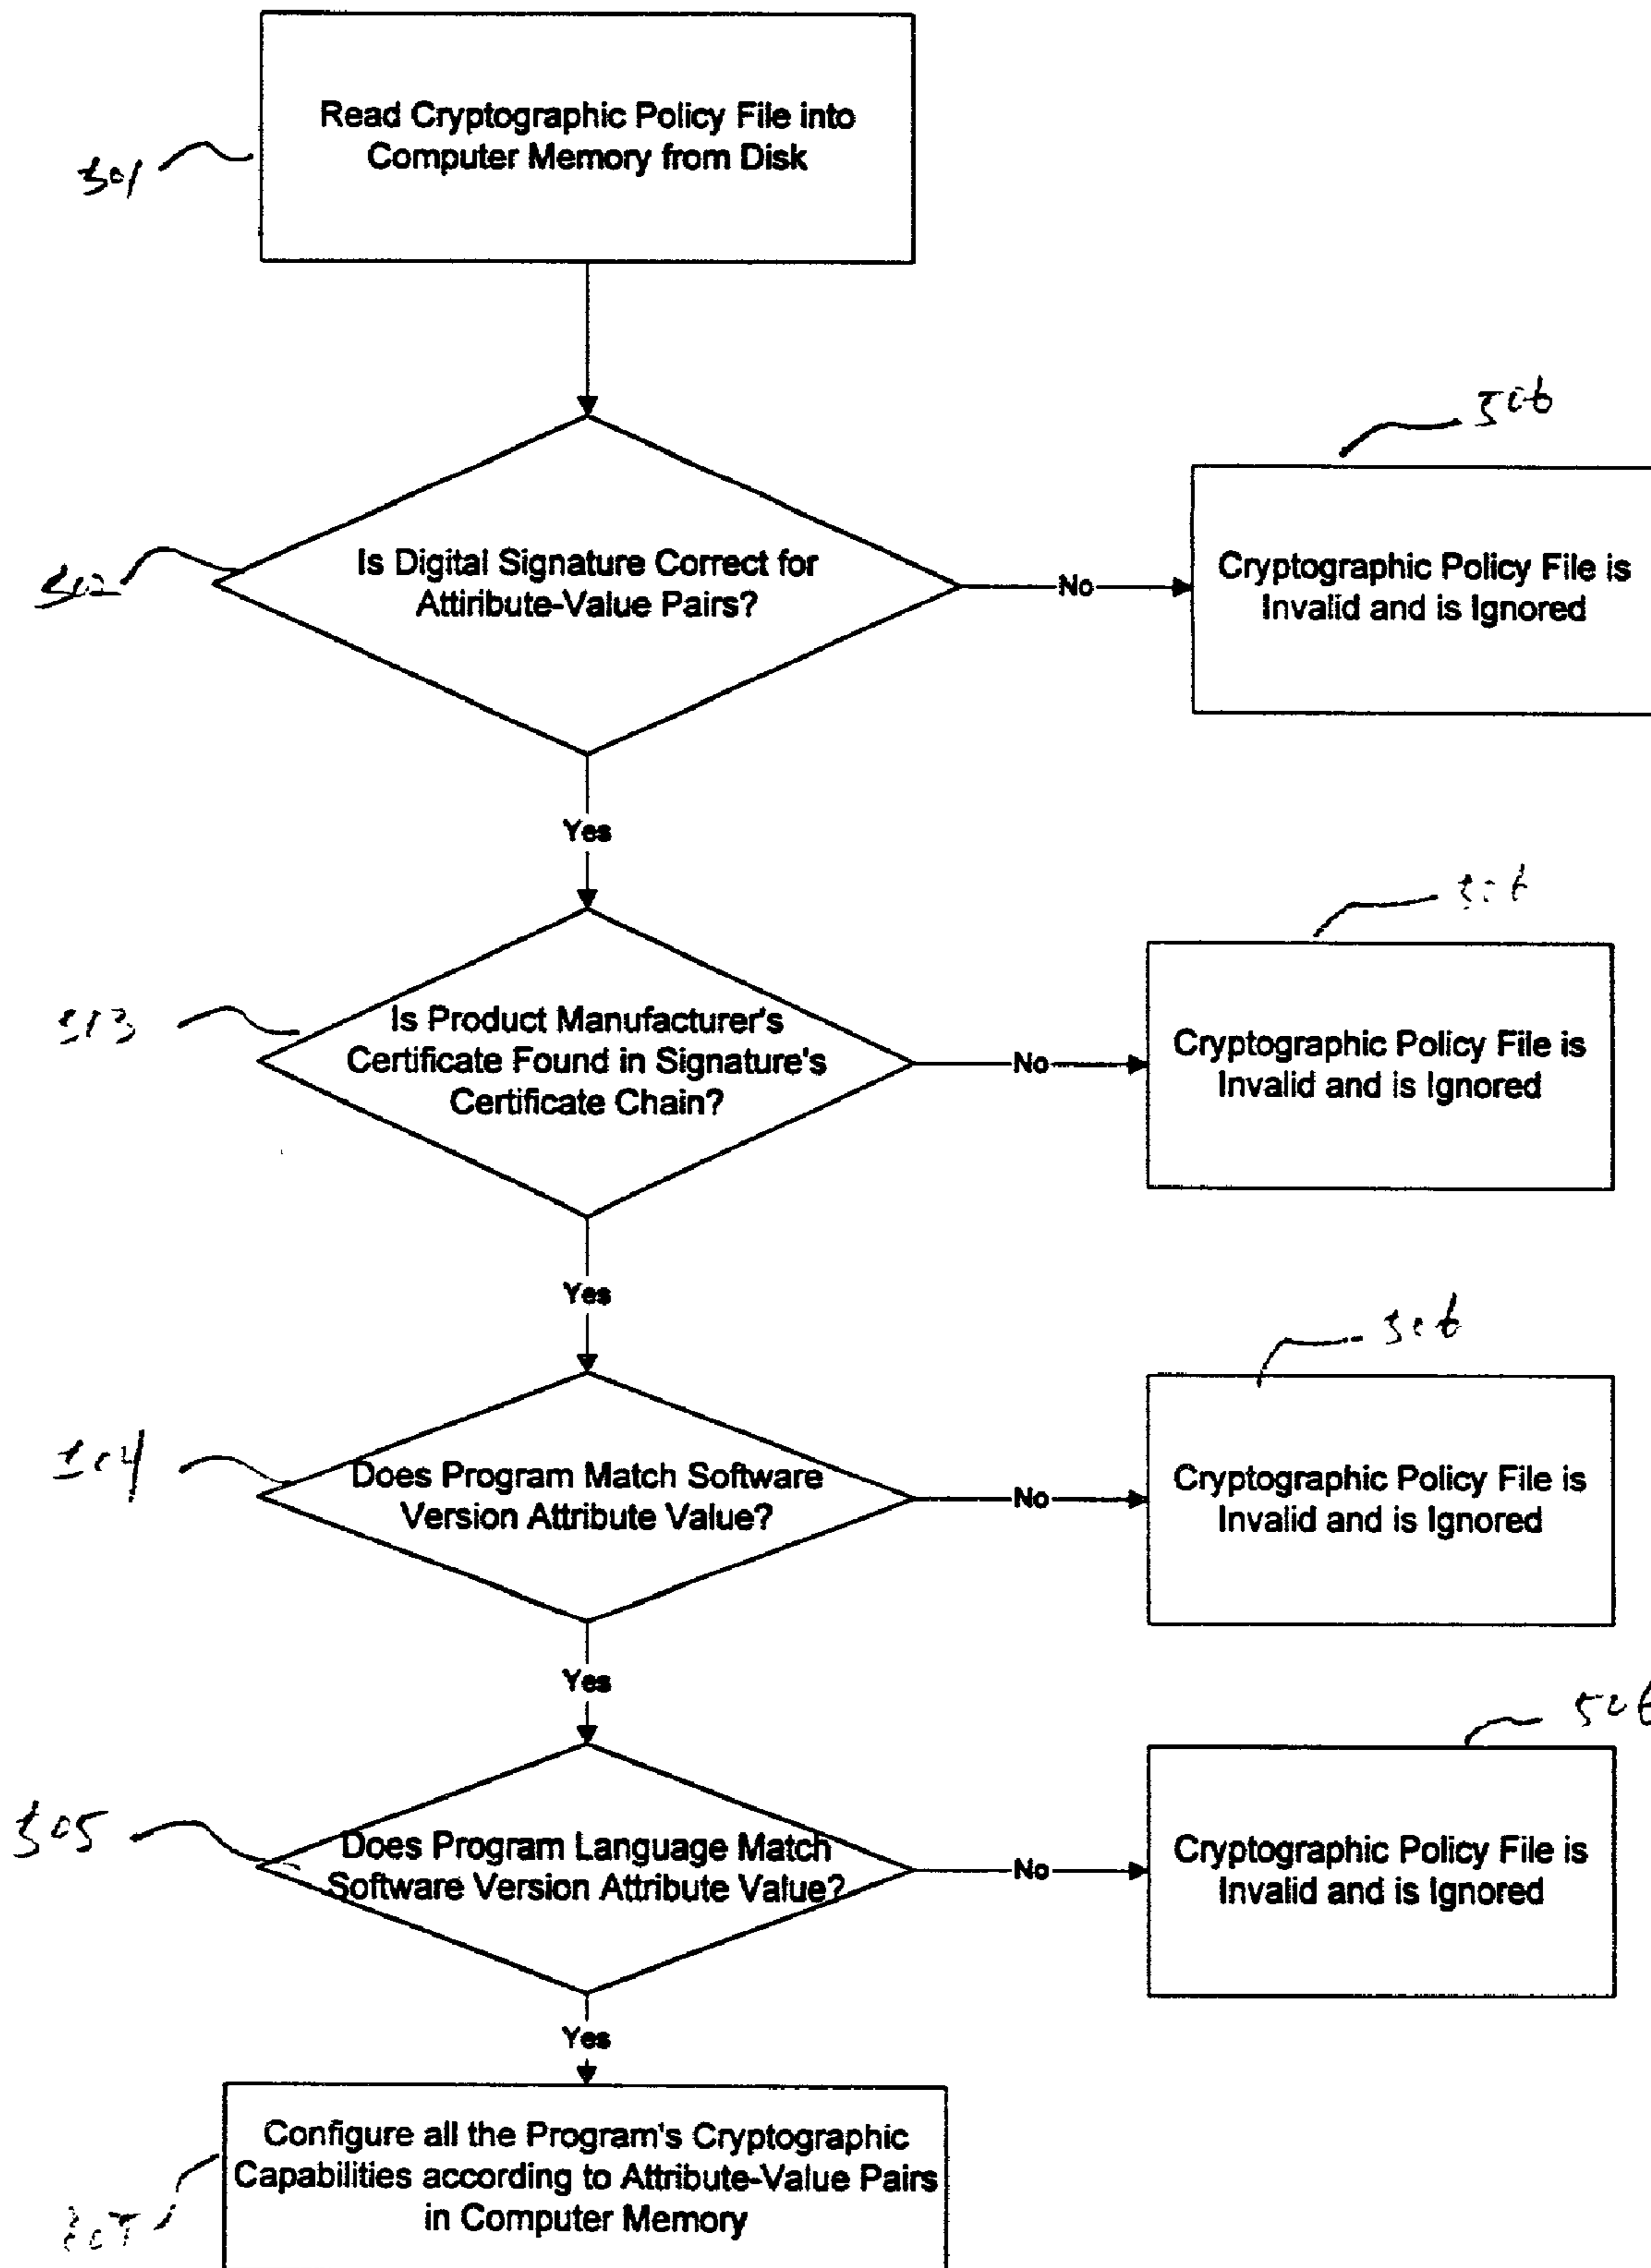 Read Cryptographic Policy File into
Computer Memory from Disk
301
306
302
Is Digital Signature Correct for
Attiribute-Value Pairs?
No
Cryptographic Policy File is
Invalid and is Ignored
Yes
306
303
Is Product Manufacturer's
Certificate Found in Signature's
Certificate Chain?
No
Cryptographic Policy File is
Invalid and is Ignored
Yes
306
304
Does Program Match Software
Version Attribute Value?
No
Cryptographic Policy File is
Invalid and is Ignored
Yes
306
305
Does Program Language Match
Software Version Attribute Value?
No
Cryptographic Policy File is
Invalid and is Ignored
Yes
Configure all the Program's Cryptographic
Capabilities according to Attribute-Value Pairs
in Computer Memory
307